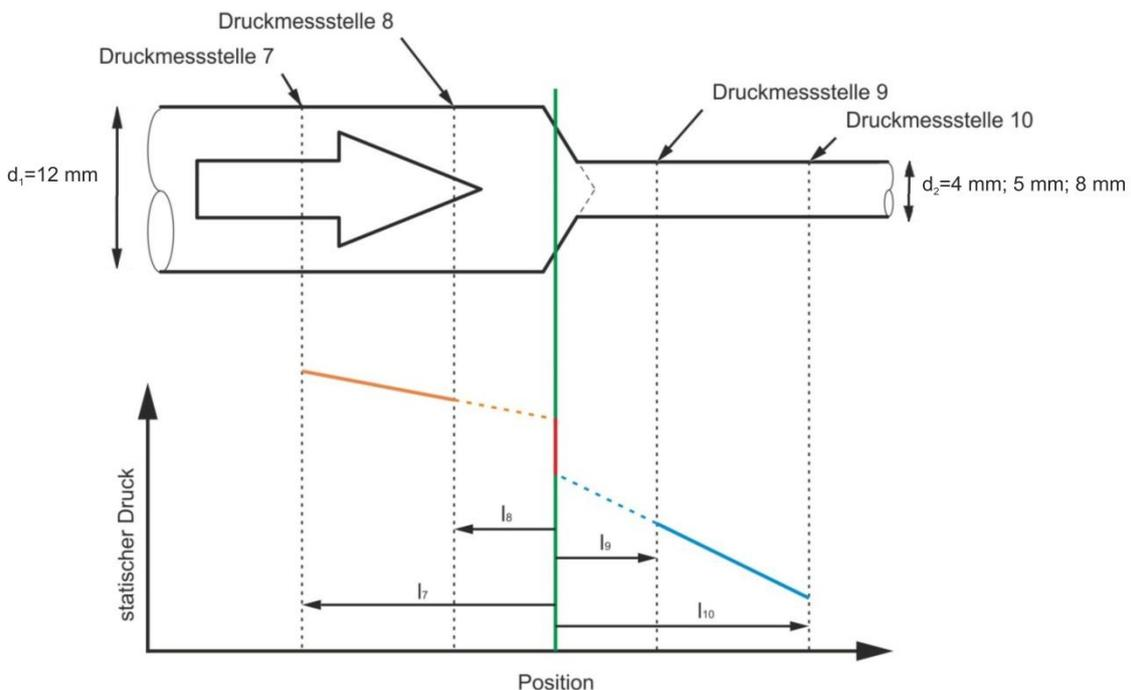 Druckmessstelle 8
Druckmessstelle 7
Druckmessstelle 9
Druckmessstelle 10
d₁=12 mm
d₂=4 mm; 5 mm; 8 mm
statischer Druck
l₈
l₉
l₇
l₁₀
Position